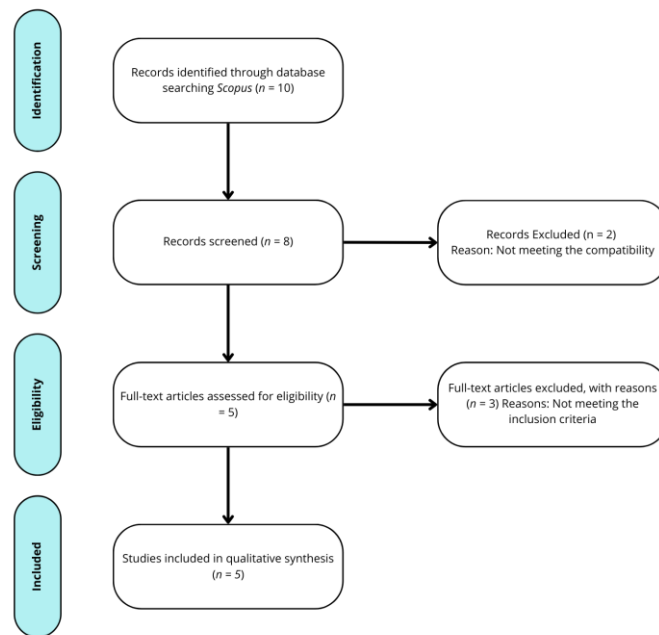 Identification
Records identified through database
searching Scopus (n = 10)
Screening
Records screened (n = 8)
Records Excluded (n = 2)
Reason: Not meeting the compatibility
Eligibility
Full-text articles assessed for eligibility (n
= 5)
Full-text articles excluded, with reasons
(n = 3) Reasons: Not meeting the
inclusion criteria
Included
Studies included in qualitative synthesis
(n = 5)